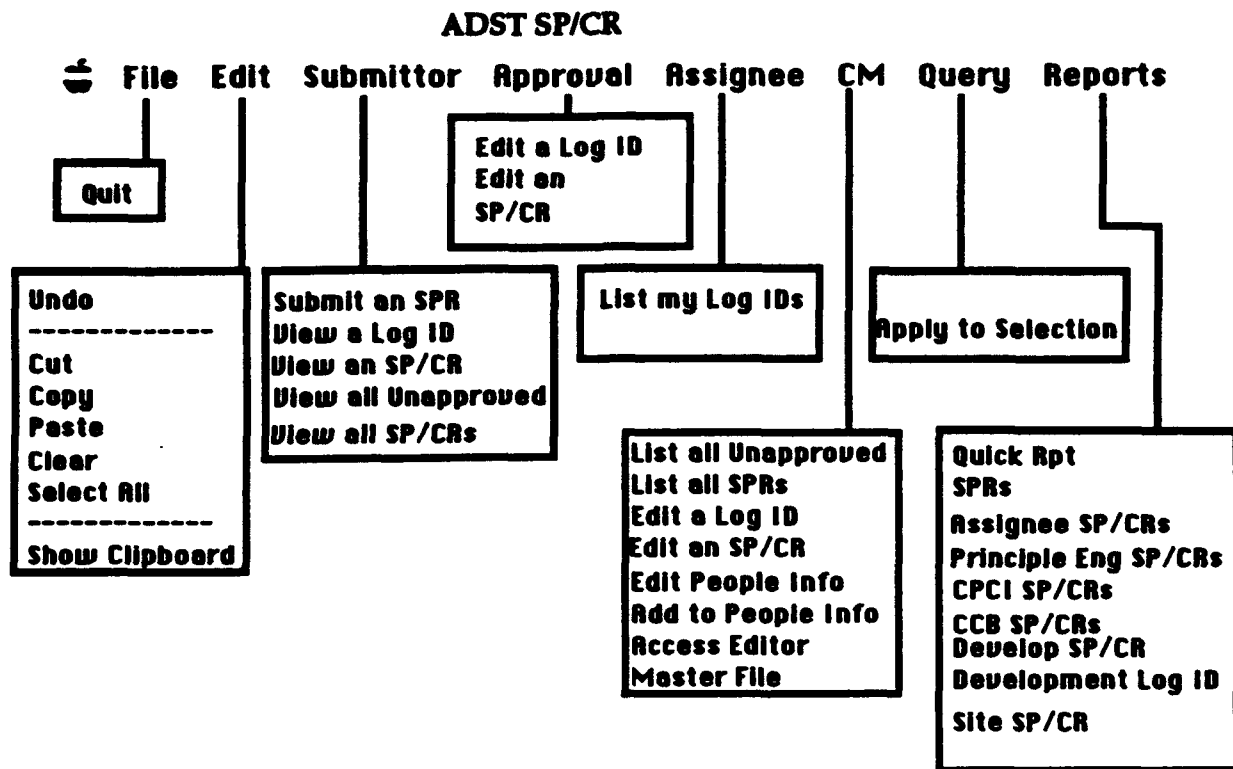 ADST SP/CR
File Edit Submittor Approval Assignee CM Query Reports
Quit
Undo
--------------
Cut
Copy
Paste
Clear
Select All
--------------
Show Clipboard
Submit an SPR
View a Log ID
View an SP/CR
View all Unapproved
View all SP/CRs
Edit a Log ID
Edit an
SP/CR
List my Log IDs
List all Unapproved
List all SPRs
Edit a Log ID
Edit an SP/CR
Edit People Info
Add to People Info
Access Editor
Master File
Apply to Selection
Quick Rpt
SPRs
Assignee SP/CRs
Principle Eng SP/CRs
CPCI SP/CRs
CCB SP/CRs
Develop SP/CR
Development Log ID
Site SP/CR